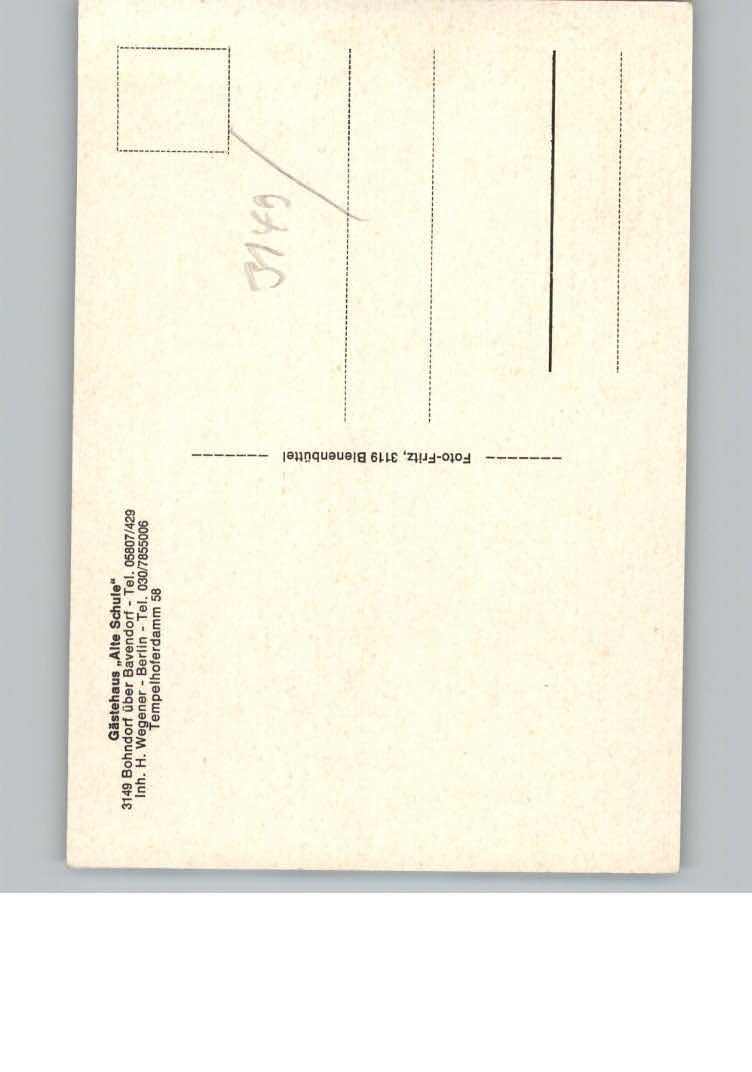 Gästehaus „Alte Schule“
3149 Bohndorf über Bavendorf - Tel. 05807/429
Inh. H. Wegener - Berlin - Tel. 030/7855006
Tempelhoferdamm 58
Foto-Fritz, 3119 Bienenbüttel
3149